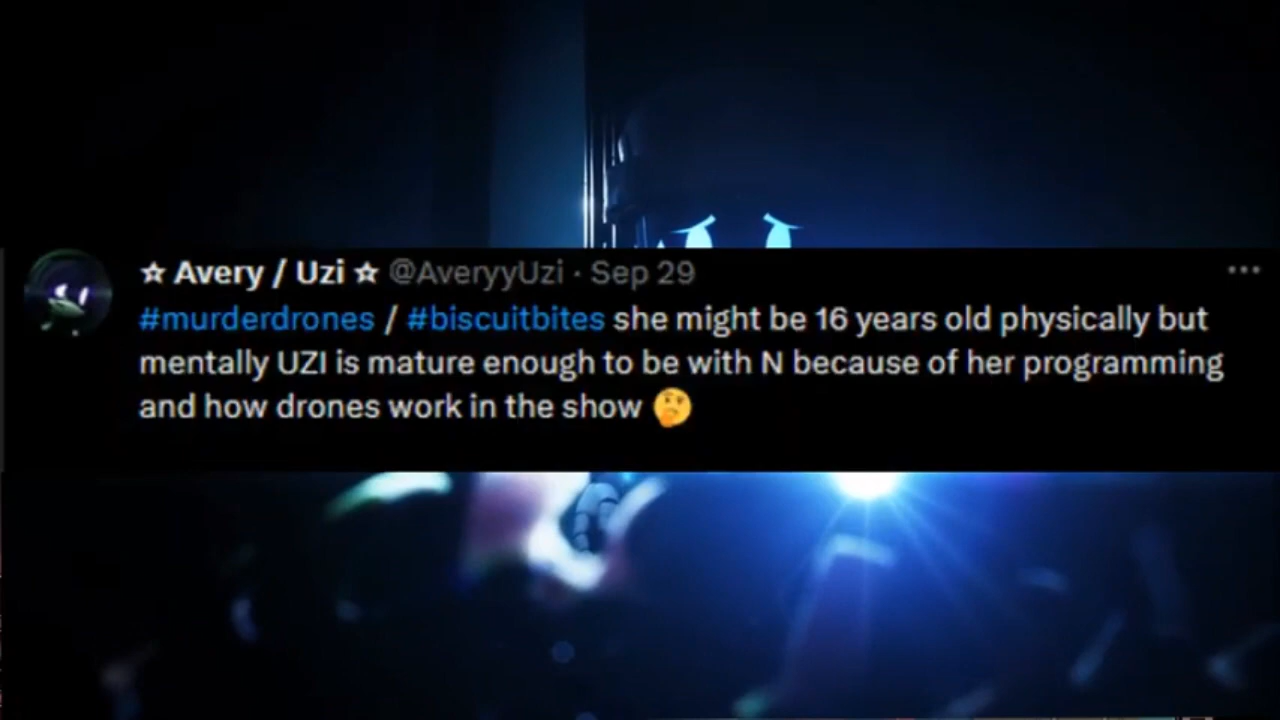 ☆ Avery / Uzi ☆ @AveryyUzi · Sep 29
#murderdrones / #biscuitbites she might be 16 years old physically but
mentally UZI is mature enough to be with N because of her programming
and how drones work in the show 🤔